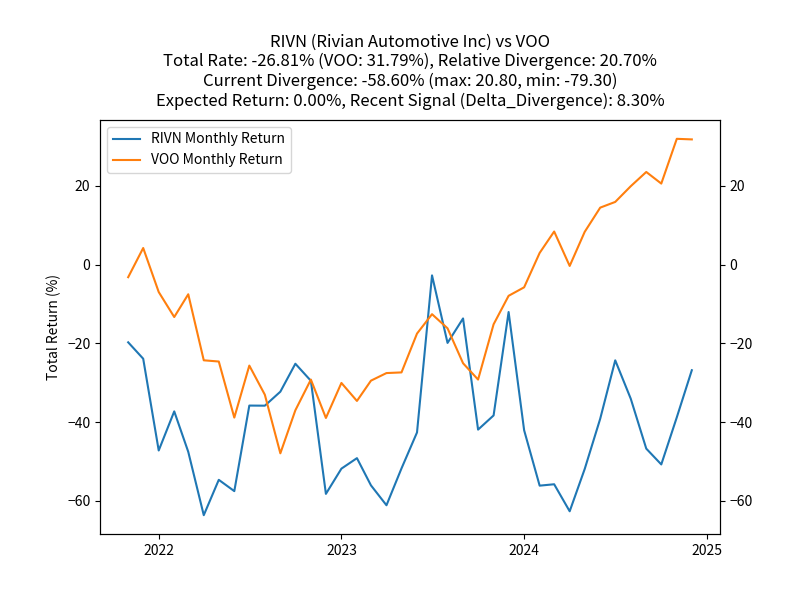 RIVN (Rivian Automotive Inc) vs VOO
Total Rate: -26.81% (VOO: 31.79%), Relative Divergence: 20.70%
Current Divergence: -58.60% (max: 20.80, min: -79.30)
Expected Return: 0.00%, Recent Signal (Delta_Divergence): 8.30%
RIVN Monthly Return
VOO Monthly Return
Total Return (%)
20
0
−20
−40
−60
20
0
−20
−40
−60
2022
2023
2024
2025